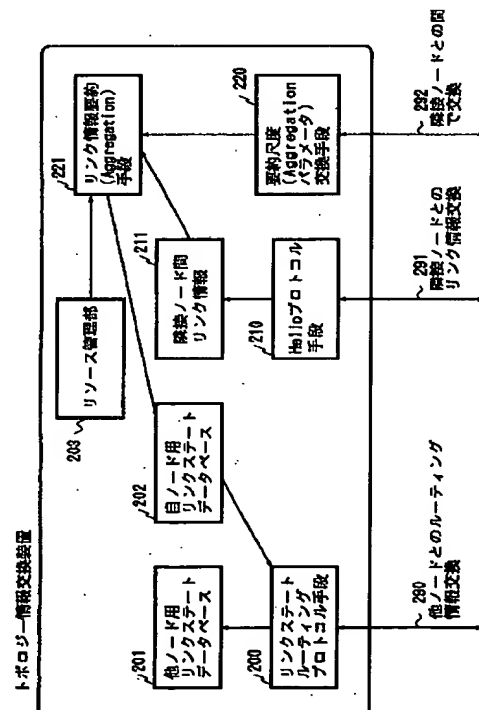 トポロジー情報交換装置
203
リソース管理部
221
リンク情報要約
(Aggregation)
手段
201
他ノード用
リンクステート
データベース
202
自ノード用
リンクステート
データベース
211
隣接ノード間
リンク情報
220
要約尺度
(Aggregation
パラメータ)
交換手段
200
リンクステート
ルーティング
プロトコル手段
210
Helloプロトコル
手段
290
他ノードとのルーティング
情報交換
291
隣接ノードとの
リンク情報交換
292
隣接ノードとの間
で交換